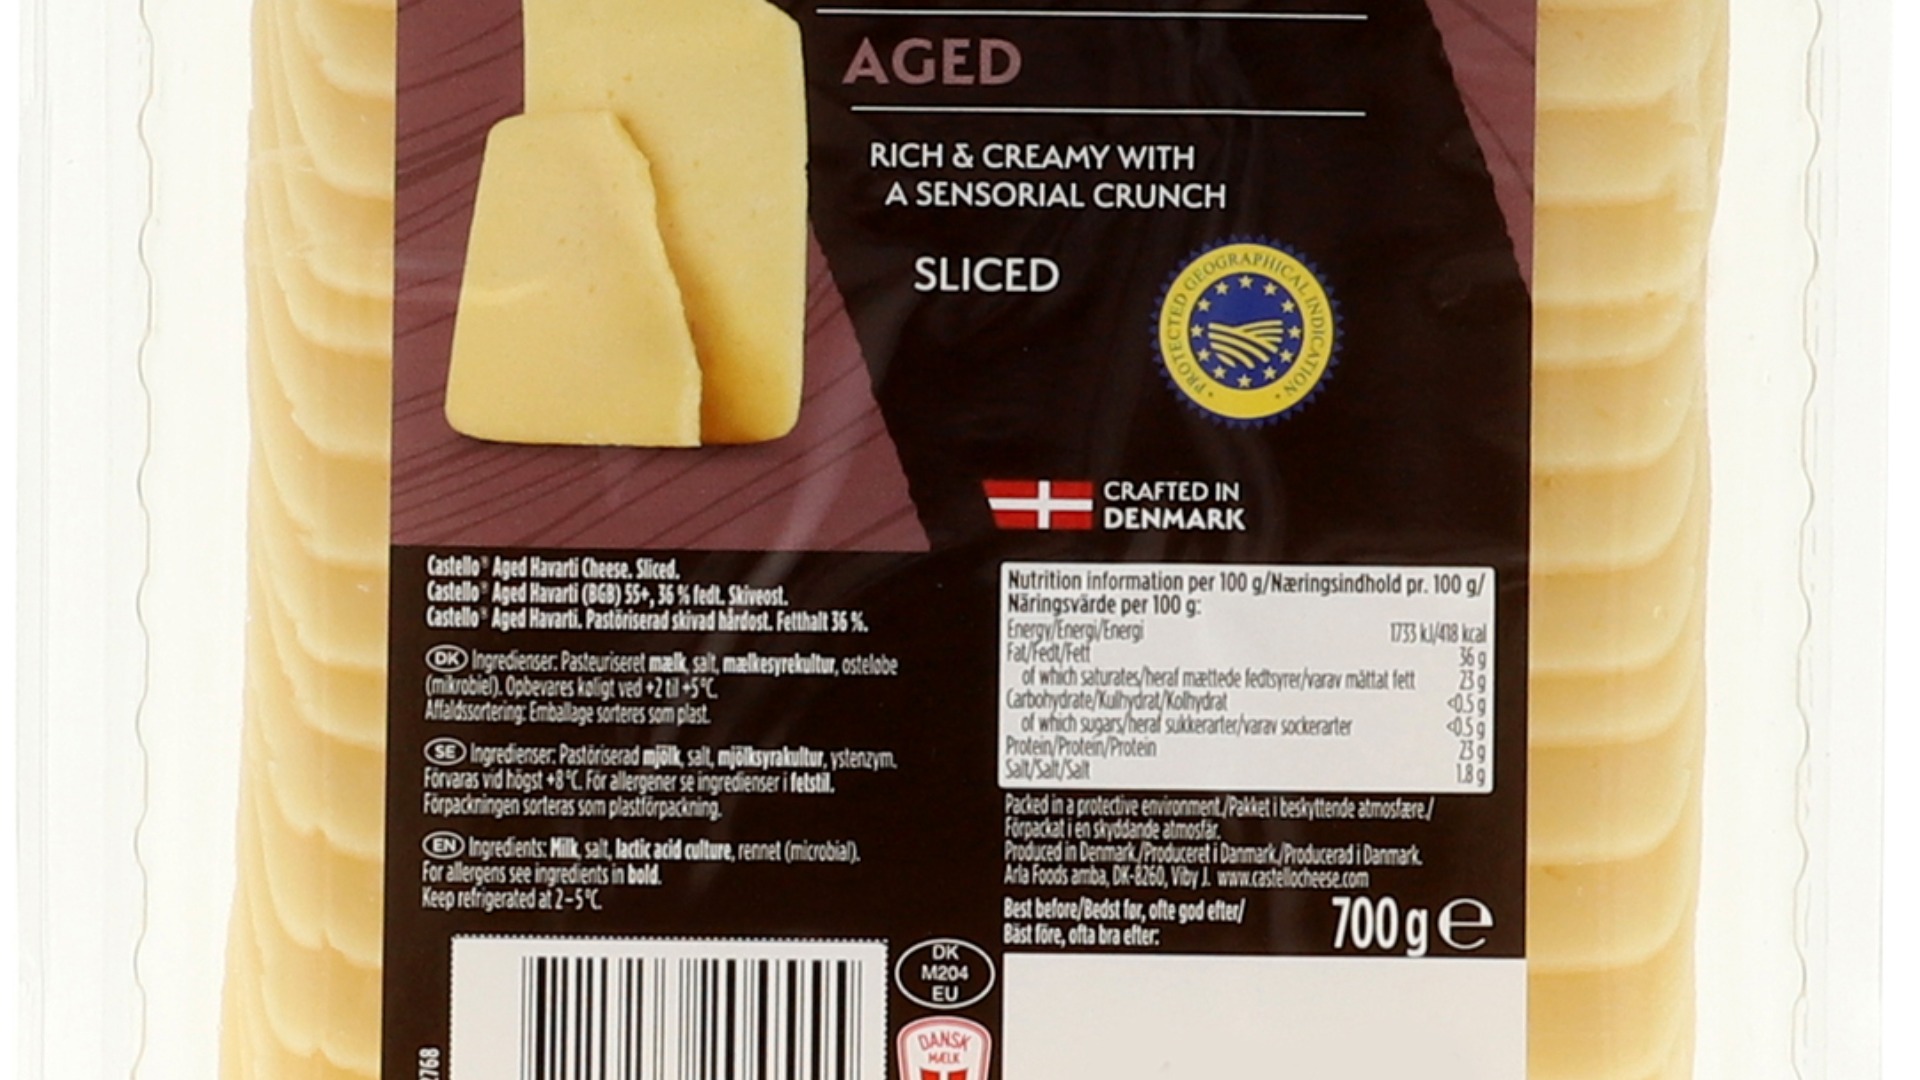 AGED
RICH & CREAMY WITH
A SENSORIAL CRUNCH
SLICED
PROTECTED GEOGRAPHICAL INDICATION
CRAFTED IN
DENMARK
Castello® Aged Havarti Cheese. Sliced.
Castello® Aged Havarti (BGB) 55+, 36 % fedt. Skiveost.
Castello® Aged Havarti. Pastöriserad skivad hårdost. Fetthalt 36 %.
DK Ingredienser: Pasteuriseret mælk, salt, mælkesyrekultur, osteløbe
(mikrobiel). Opbevares køligt ved +2 til +5°C.
Affaldssortering: Emballage sorteres som plast.
SE Ingredienser: Pastöriserad mjölk, salt, mjölksyrakultur, ystenzym.
Förvaras vid högst +8°C. För allergener se ingredienser i fetstil.
Förpackningen sorteras som plastförpackning.
EN Ingredients: Milk, salt, lactic acid culture, rennet (microbial).
For allergens see ingredients in bold.
Keep refrigerated at 2–5°C.
Nutrition information per 100 g/Næringsindhold pr. 100 g/
Näringsvärde per 100 g:
Energy/Energi/Energi 1733 kJ/418 kcal
Fat/Fedt/Fett 36 g
of which saturates/heraf mættede fedtsyrer/varav mättat fett 23 g
Carbohydrate/Kulhydrat/Kolhydrat <0.5 g
of which sugars/heraf sukkerarter/varav sockerarter <0.5 g
Protein/Protein/Protein 23 g
Salt/Salt/Salt 1.8 g
Packed in a protective environment./Pakket i beskyttende atmosfære./
Förpackat i en skyddande atmosfär.
Produced in Denmark./Produceret i Danmark./Producerad i Danmark.
Arla Foods amba, DK-8260, Viby J. www.castellocheese.com
Best before/Bedst før, ofte god efter/
Bäst före, ofta bra efter:
700 g e
DK
M204
EU
DANSK
MÆLK
2768